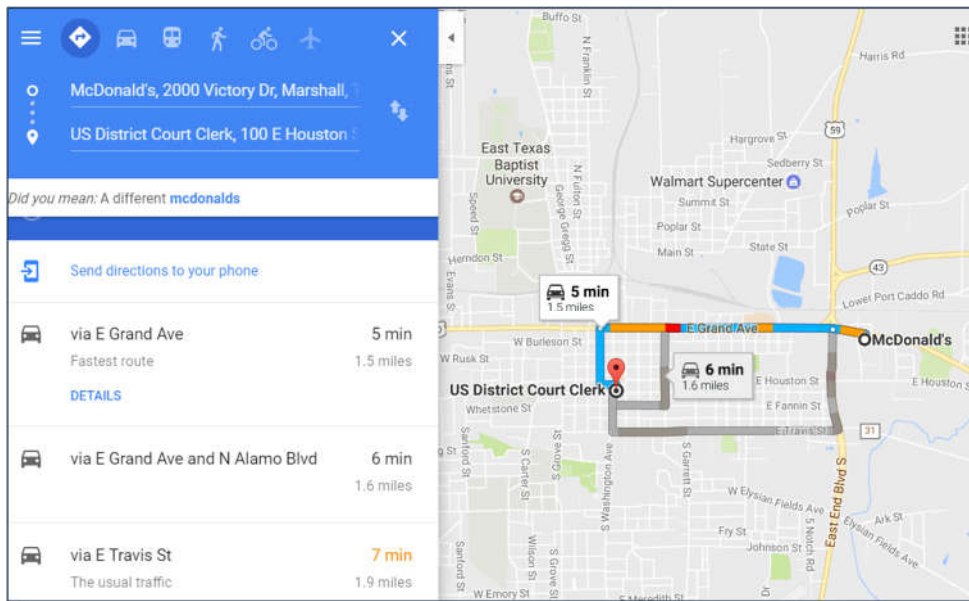 McDonald's, 2000 Victory Dr, Marshall,
US District Court Clerk, 100 E Houston
Did you mean: A different mcdonalds
Send directions to your phone
via E Grand Ave 5 min
Fastest route 1.5 miles
DETAILS
via E Grand Ave and N Alamo Blvd 6 min
1.6 miles
via E Travis St 7 min
The usual traffic 1.9 miles
Buffo St
N Franklin St
Harris Rd
59
Hargrove St
East Texas
Baptist
University
Sedberry St
Walmart Supercenter
N Fulton St
George Gregg St
Speed St
Summit St
Poplar St
Poplar St
Main St
State St
Herndon St
Evans St
43
5 min
1.5 miles
Lower Port Caddo Rd
E Grand Ave
McDonald's
W Burleson St
W Rusk St
6 min
1.6 miles
US District Court Clerk
E Houston St
E Houston St
Whetstone St
E Fannin St
E Travis St
31
Sanford St
S Carter St
S Grove St
S Washington Ave
S Garrett St
W Elysian Fields Ave
East End Blvd S
Ark St
Elysian Fields Ave
Fry St
S Notch Rd
Johnson St
Sanford St
Wilson St
S Grove St
Dr
W Emory St
E Meredith St